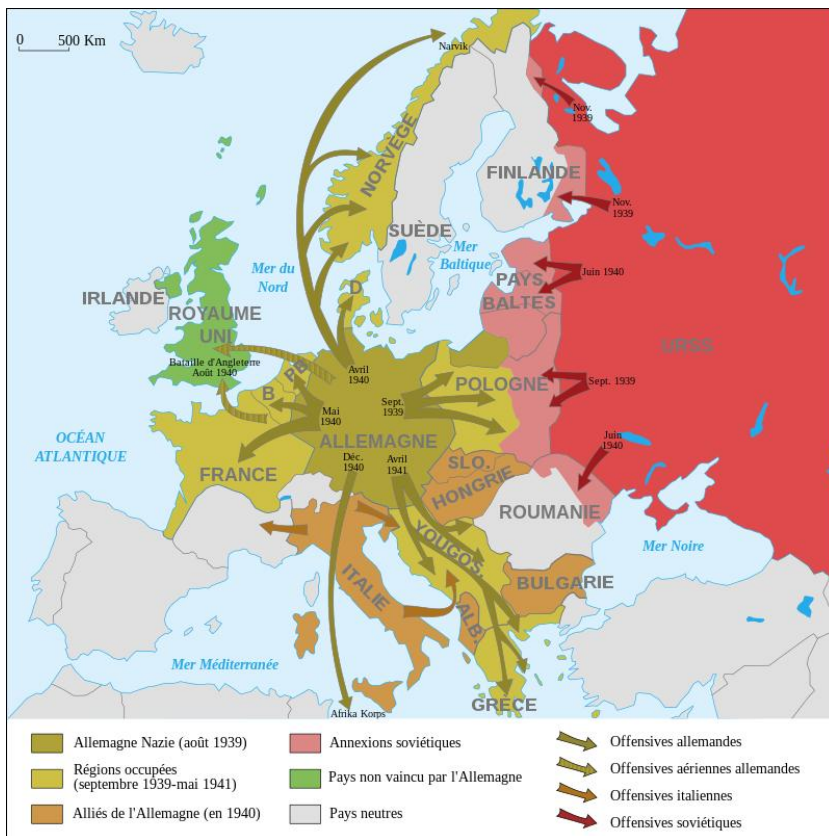 0 500 Km
Narvik
Nov.
1939
NORVÈGE
FINLANDE
Nov.
1939
SUÈDE
Mer
Baltique
Mer du
Nord
Juin 1940
PAYS
BALTES
IRLANDE
ROYAUME
UNI
D
URSS
Bataille d'Angleterre
Août 1940
PB
B
Avril
1940
POLOGNE
Sept. 1939
Sept.
1939
Mai
1940
ALLEMAGNE
Juin
1940
OCÉAN
ATLANTIQUE
FRANCE
Déc.
1940
Avril
1941
SLO.
HONGRIE
ROUMANIE
YOUGOS.
Mer Noire
ITALIE
BULGARIE
ALB.
Mer Méditerranée
GRÈCE
Afrika Korps
Allemagne Nazie (août 1939)
Régions occupées
(septembre 1939-mai 1941)
Alliés de l'Allemagne (en 1940)
Annexions soviétiques
Pays non vaincu par l'Allemagne
Pays neutres
Offensives allemandes
Offensives aériennes allemandes
Offensives italiennes
Offensives soviétiques